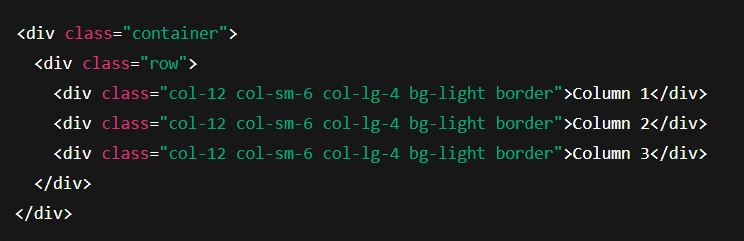 <div class="container">
<div class="row">
<div class="col-12 col-sm-6 col-lg-4 bg-light border">Column 1</div>
<div class="col-12 col-sm-6 col-lg-4 bg-light border">Column 2</div>
<div class="col-12 col-sm-6 col-lg-4 bg-light border">Column 3</div>
</div>
</div>